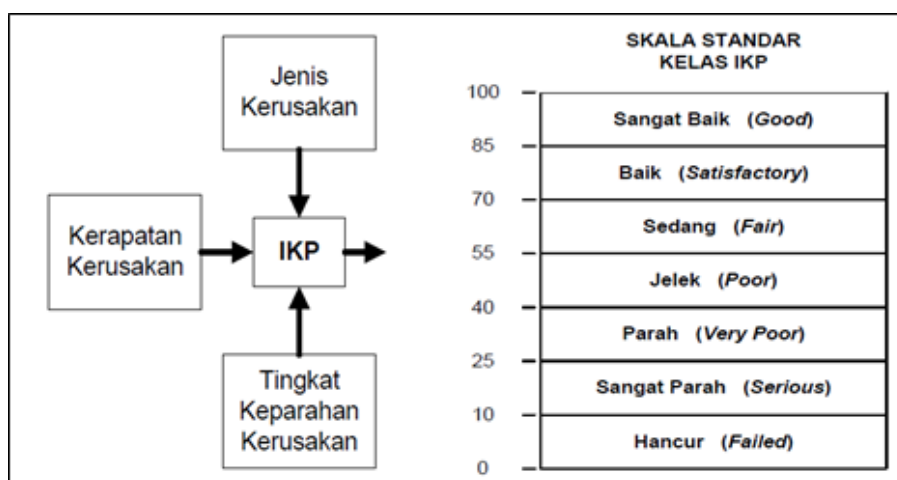 Jenis
Kerusakan
Kerapatan
Kerusakan
IKP
Tingkat
Keparahan
Kerusakan
SKALA STANDAR
KELAS IKP
100
Sangat Baik (Good)
85
Baik (Satisfactory)
70
Sedang (Fair)
55
Jelek (Poor)
40
Parah (Very Poor)
25
Sangat Parah (Serious)
10
Hancur (Failed)
0